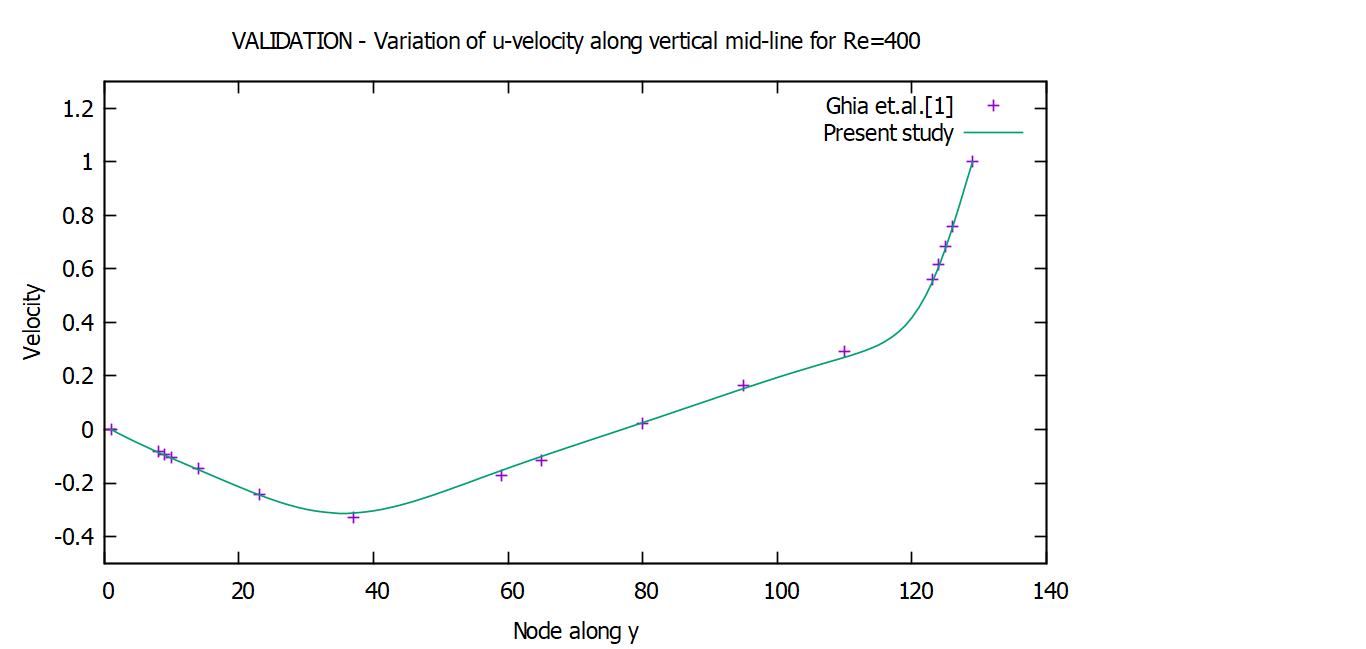 VALIDATION - Variation of u-velocity along vertical mid-line for Re=400
Ghia et.al.[1]
Present study
1.2
1
0.8
0.6
0.4
0.2
0
-0.2
-0.4
Velocity
0 20 40 60 80 100 120 140
Node along y